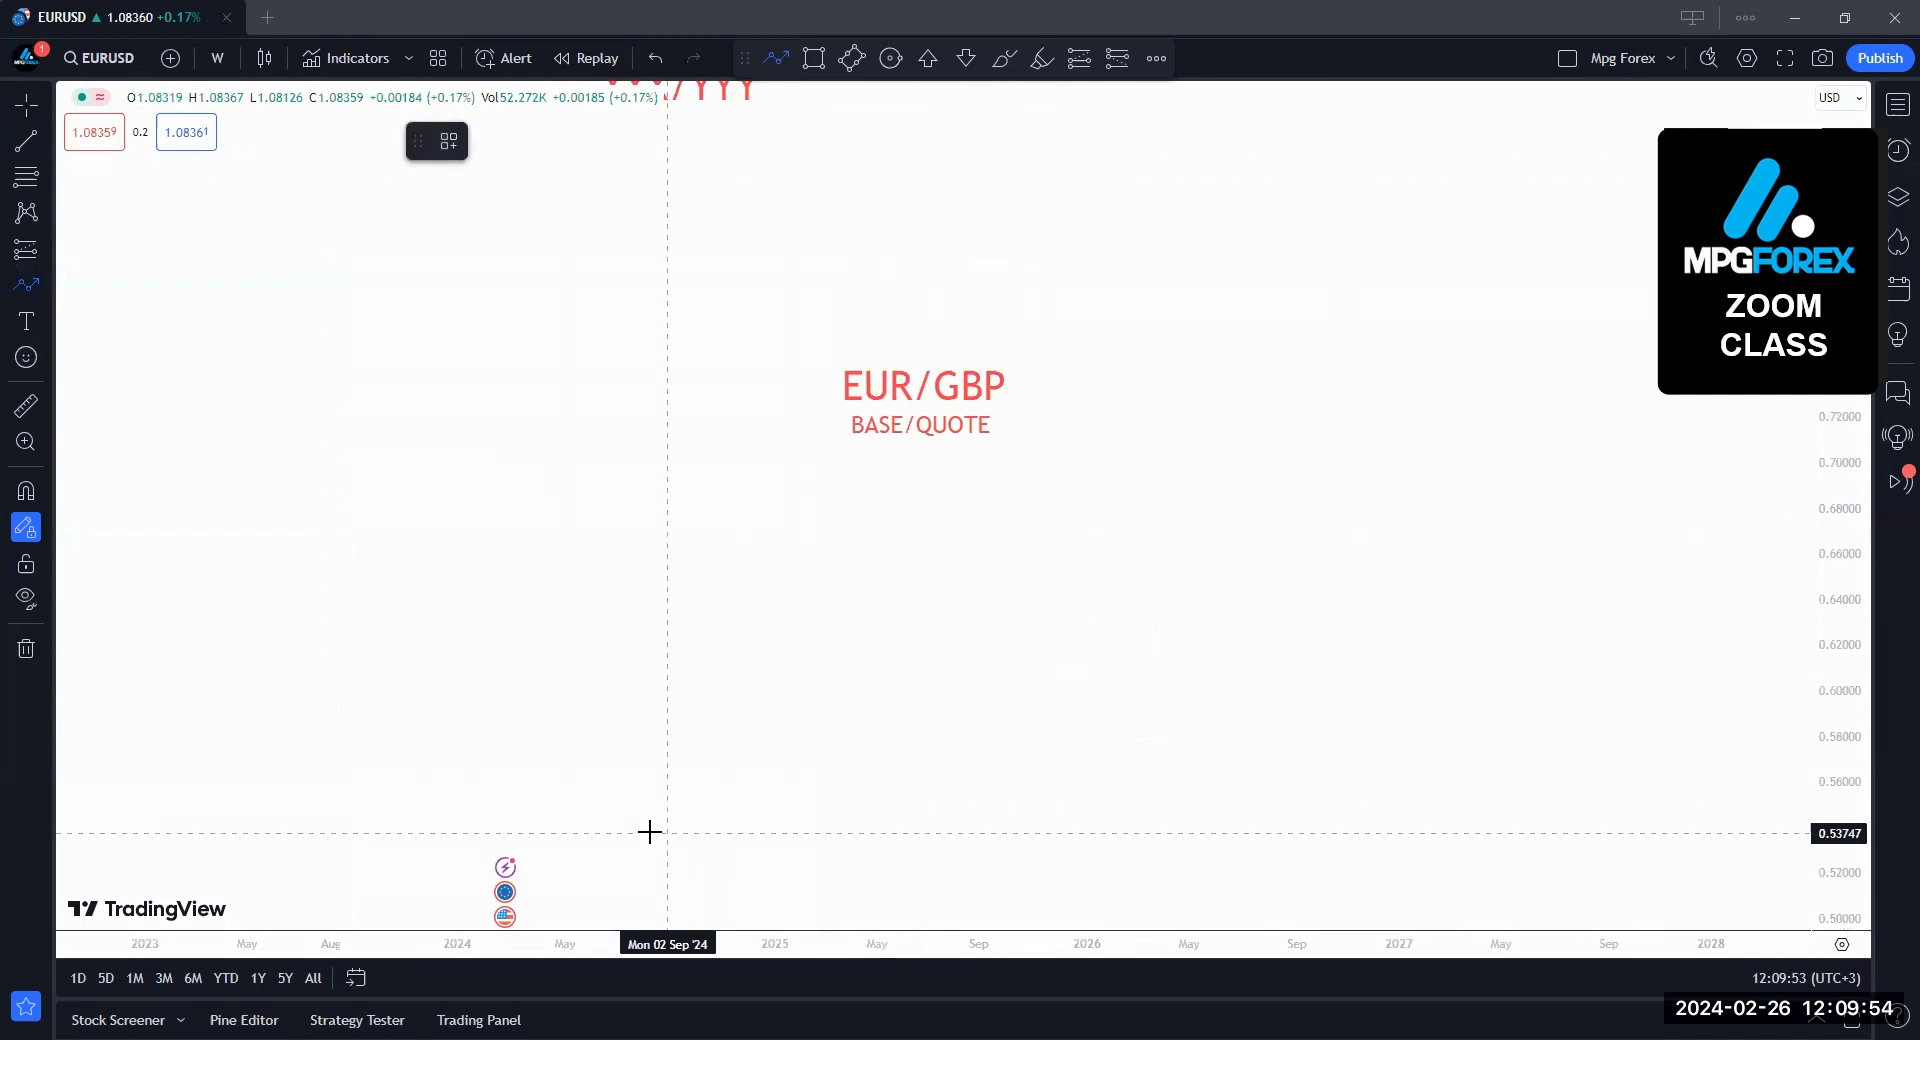 EURUSD ▲ 1.08360 +0.17%
1
EURUSD
W
Indicators
Alert
Replay
Mpg Forex
Publish
/YYY
O1.08319 H1.08367 L1.08126 C1.08359 +0.00184 (+0.17%) Vol52.272K +0.00185 (+0.17%)
USD
1.08359
0.2
1.08361
MPGFOREX
ZOOM
CLASS
EUR/GBP
BASE/QUOTE
0.72000
0.70000
0.68000
0.66000
0.64000
0.62000
0.60000
0.58000
0.56000
0.53747
0.52000
0.50000
TradingView
2023 May Aug 2024 May Mon 02 Sep '24 2025 May Sep 2026 May Sep 2027 May Sep 2028
1D 5D 1M 3M 6M YTD 1Y 5Y All
12:09:53 (UTC+3)
Stock Screener
Pine Editor
Strategy Tester
Trading Panel
2024-02-26 12:09:54